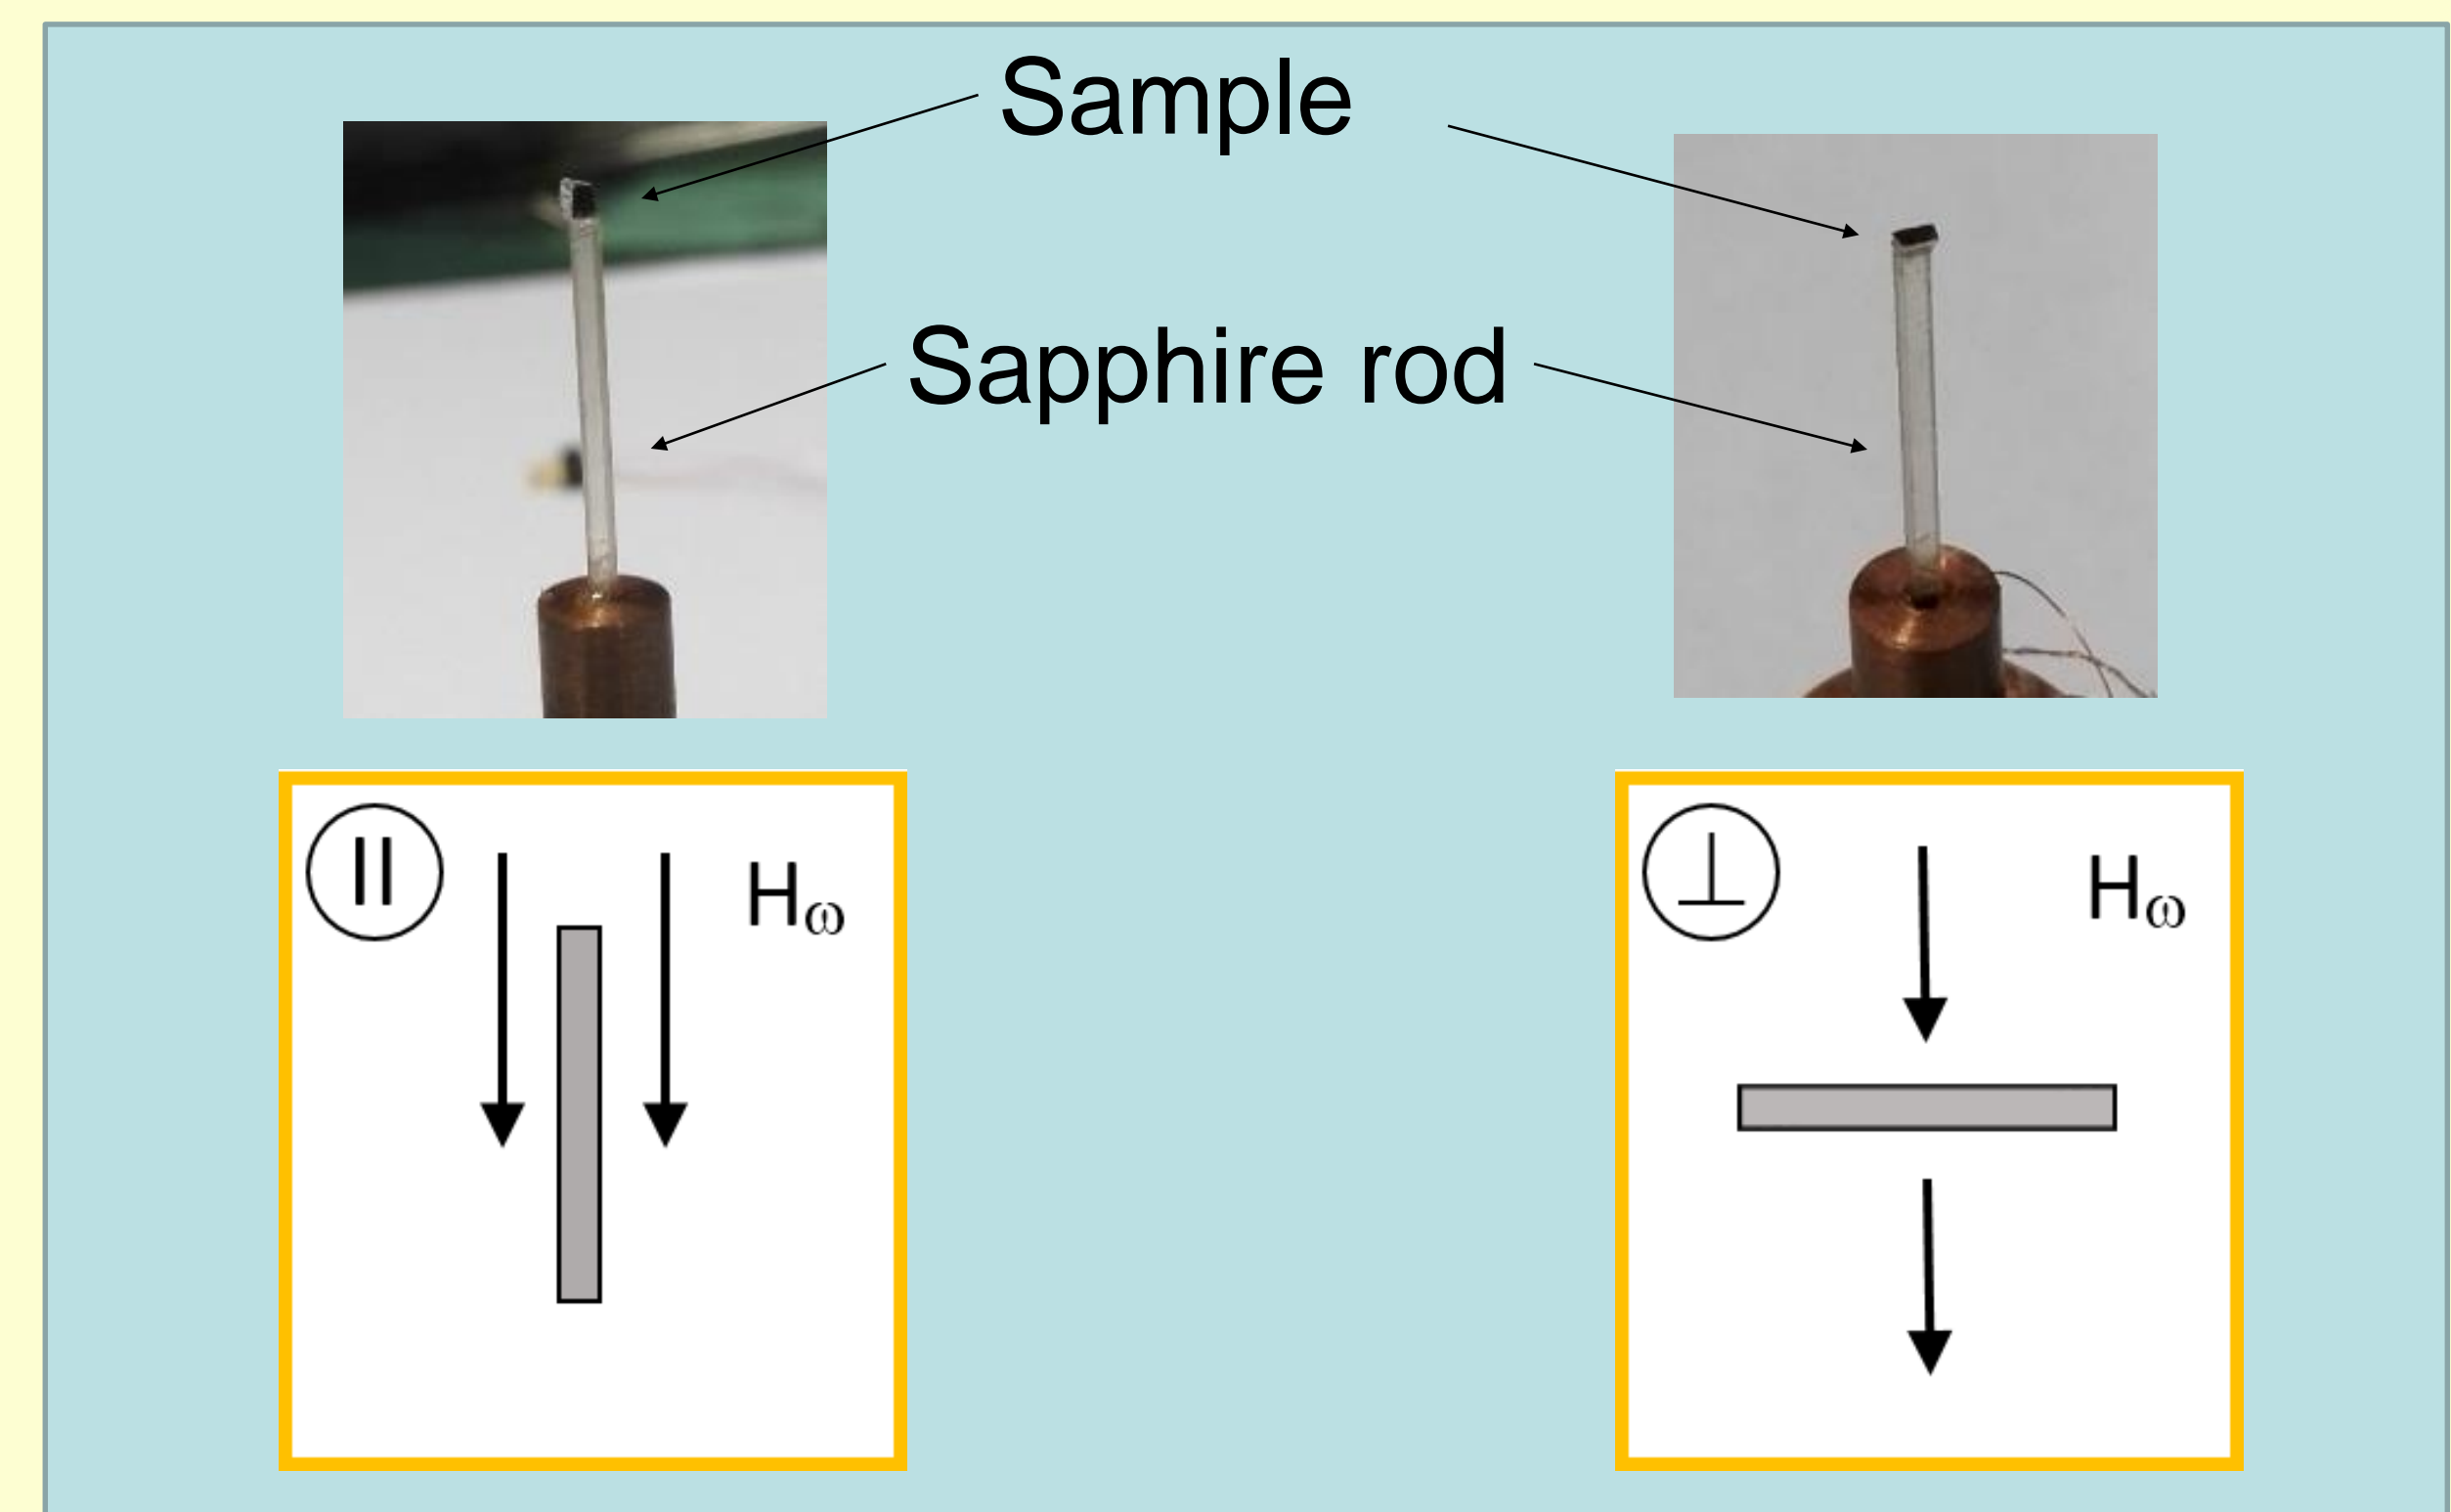 Sample
Sapphire rod
|| Hω
⊥ Hω